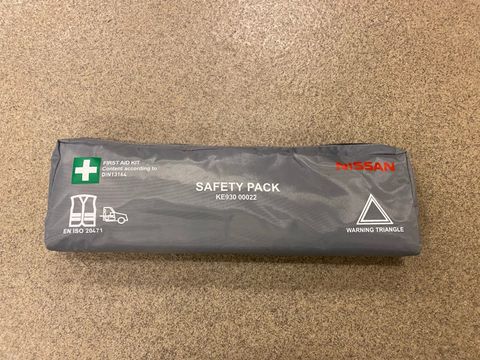 FIRST AID KIT
Content according to
DIN13164
NISSAN
SAFETY PACK
KE930 00022
EN ISO 20471
WARNING TRIANGLE